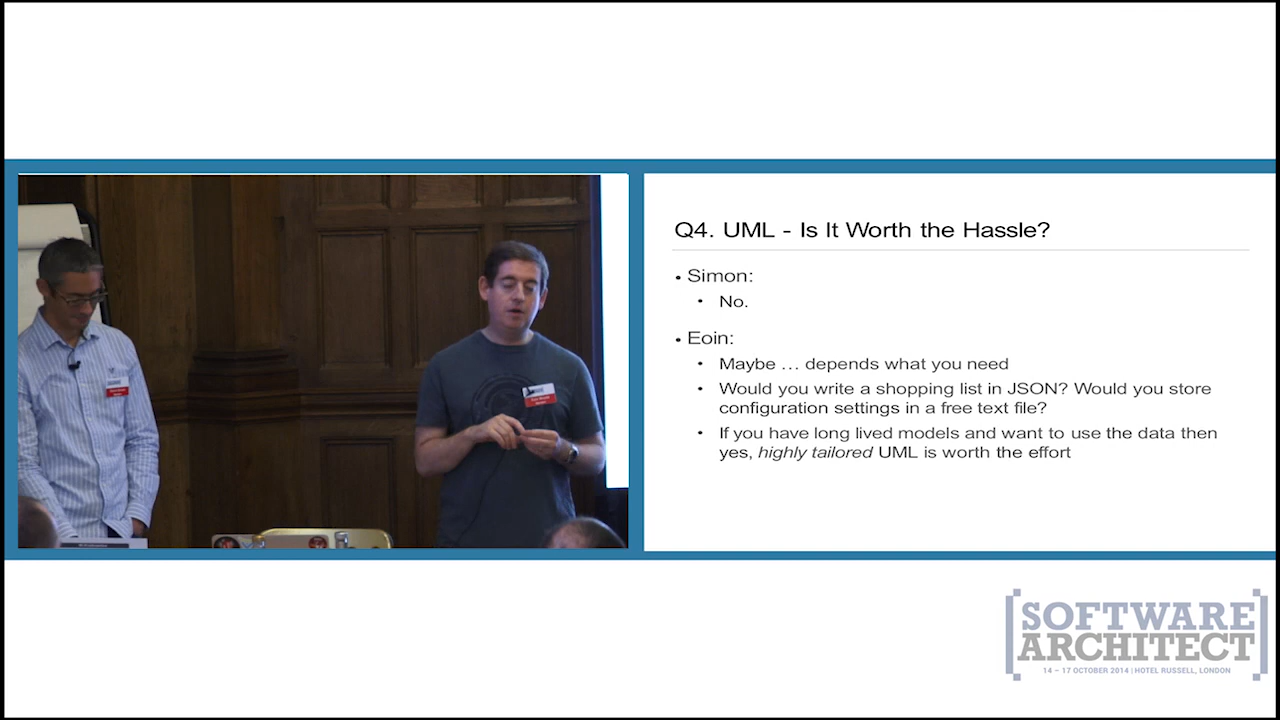 Q4. UML - Is It Worth the Hassle?
• Simon:
• No.
• Eoin:
• Maybe … depends what you need
• Would you write a shopping list in JSON? Would you store
configuration settings in a free text file?
• If you have long lived models and want to use the data then
yes, highly tailored UML is worth the effort
[SOFTWARE
ARCHITECT]
14 – 17 OCTOBER 2014 | HOTEL RUSSELL, LONDON